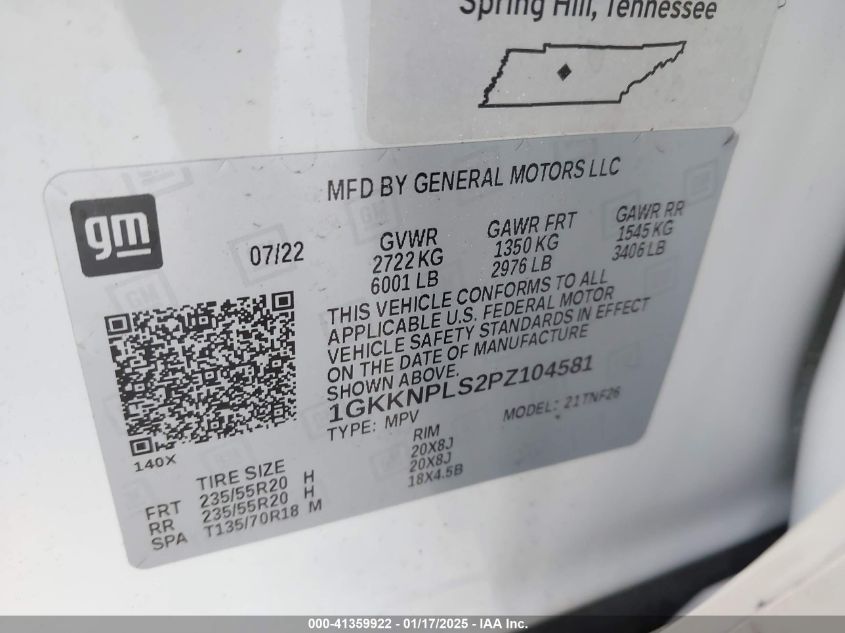 Spring Hill, Tennessee
MFD BY GENERAL MOTORS LLC
gm
07/22
GVWR GAWR FRT GAWR RR
2722 KG 1350 KG 1545 KG
6001 LB 2976 LB 3406 LB
THIS VEHICLE CONFORMS TO ALL
APPLICABLE U.S. FEDERAL MOTOR
VEHICLE SAFETY STANDARDS IN EFFECT
ON THE DATE OF MANUFACTURE
SHOWN ABOVE.
1GKKNPLS2PZ104581
TYPE: MPV MODEL: 21TNF26
140X
TIRE SIZE RIM
FRT 235/55R20 H 20X8J
RR 235/55R20 H 20X8J
SPA T135/70R18 M 18X4.5B
000-41359922 - 01/17/2025 - IAA Inc.